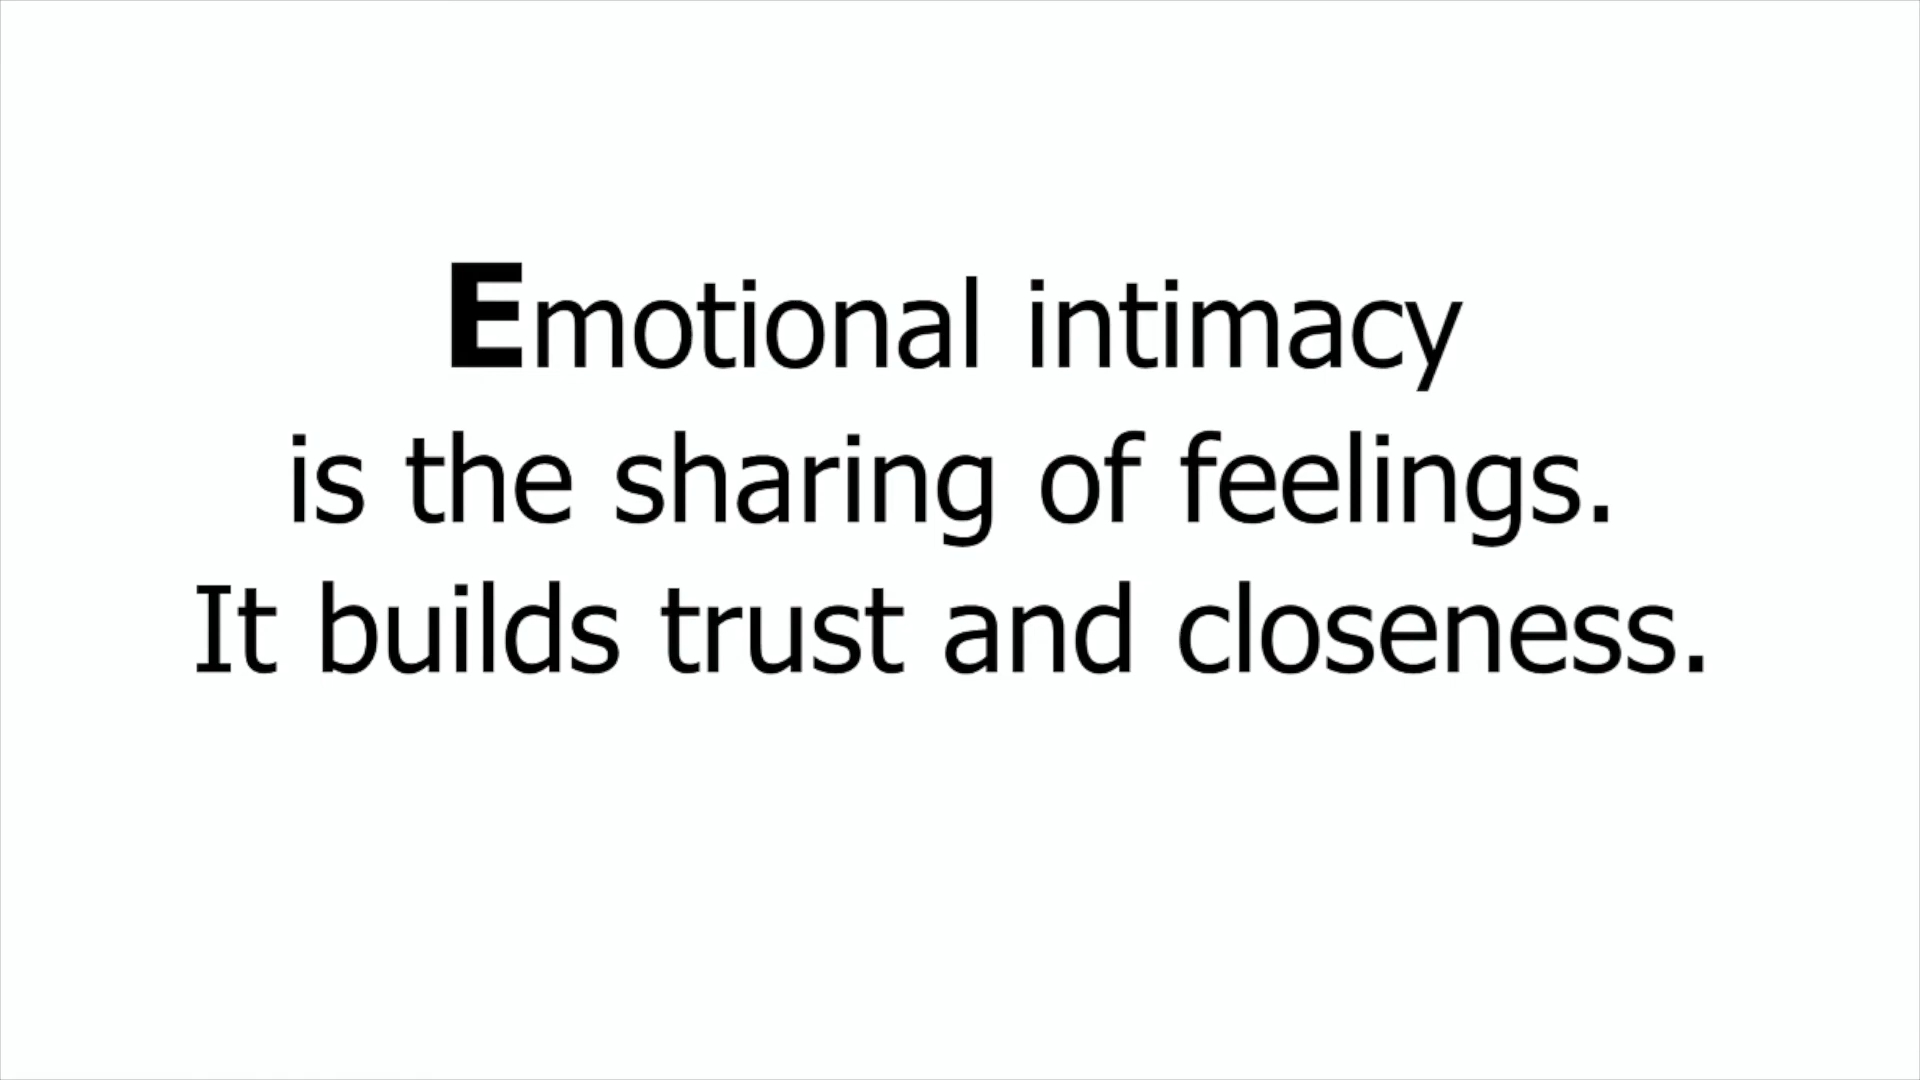 Emotional intimacy
is the sharing of feelings.
It builds trust and closeness.